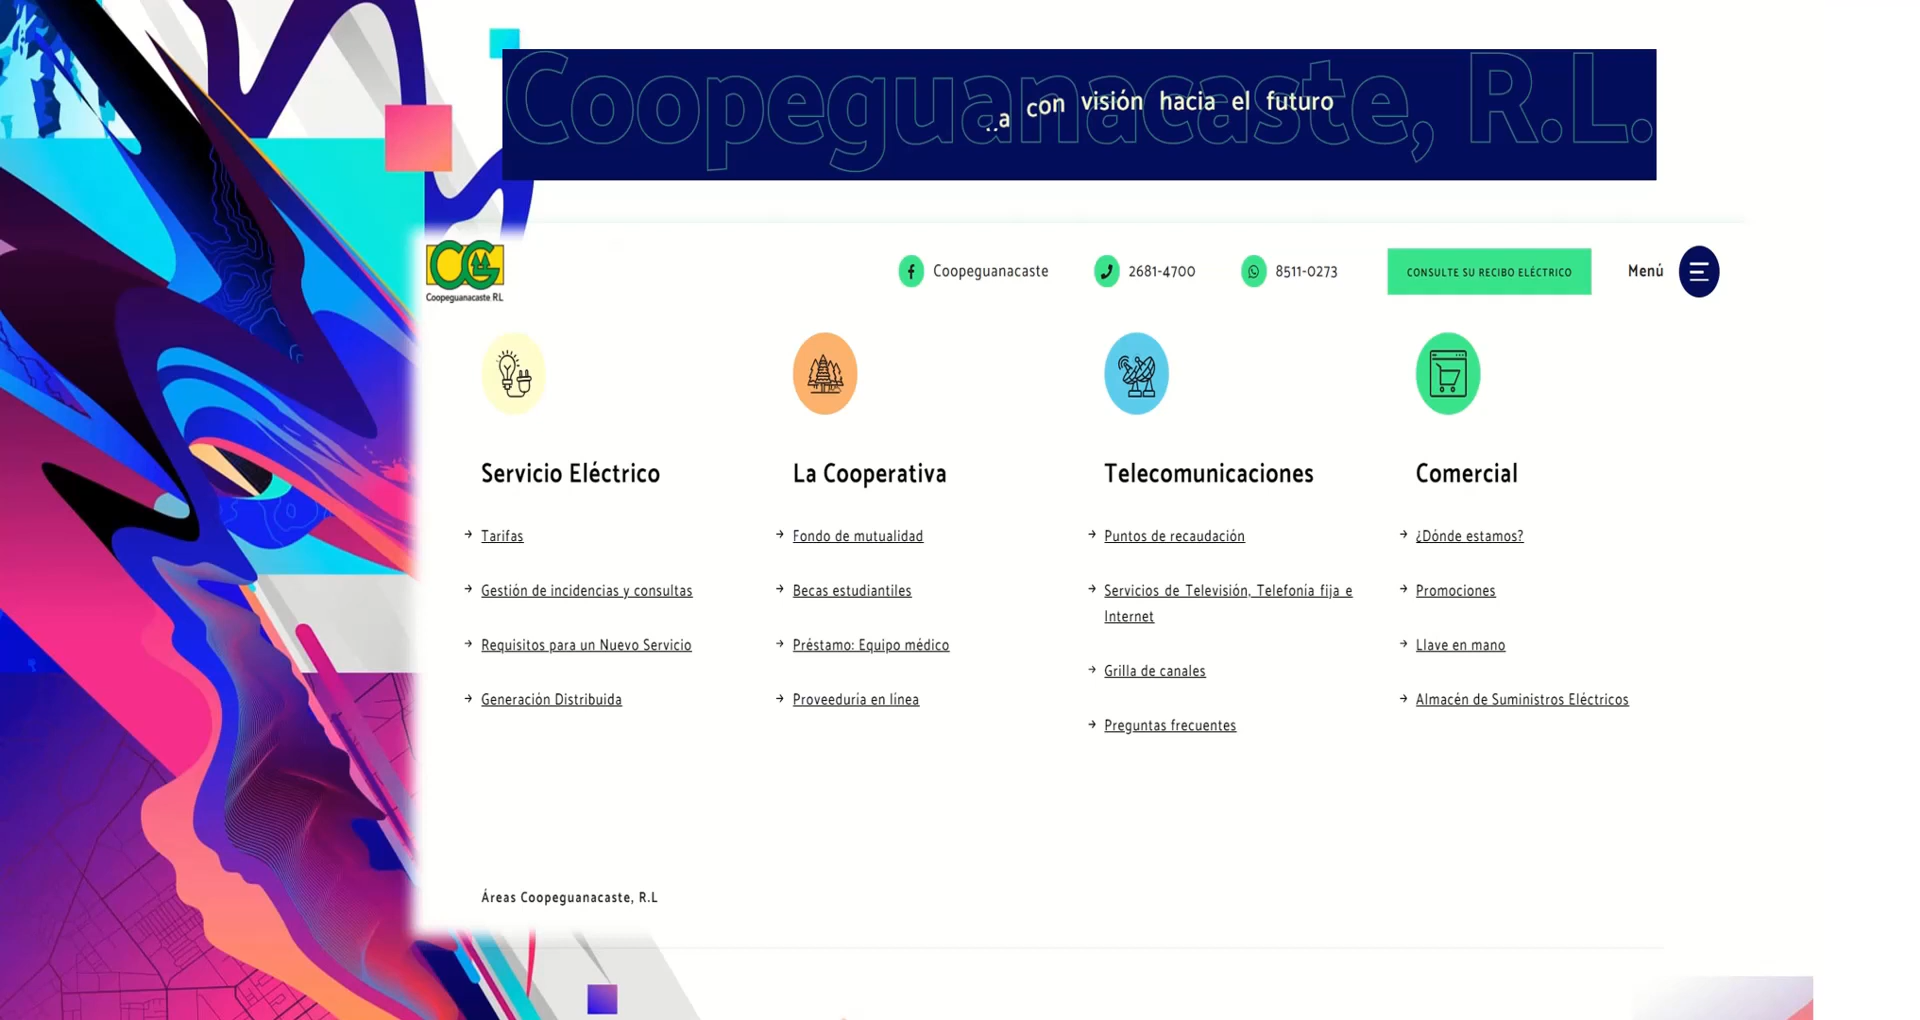 Coopeguanacaste, R.L.
con visión hacia el futuro
Coopeguanacaste RL
Coopeguanacaste
2681-4700
8511-0273
CONSULTE SU RECIBO ELÉCTRICO
Menú
Servicio Eléctrico
Tarifas
Gestión de incidencias y consultas
Requisitos para un Nuevo Servicio
Generación Distribuida
La Cooperativa
Fondo de mutualidad
Becas estudiantiles
Préstamo: Equipo médico
Proveeduria en línea
Telecomunicaciones
Puntos de recaudación
Servicios de Televisión, Telefonía fija e
Internet
Grilla de canales
Preguntas frecuentes
Comercial
¿Dónde estamos?
Promociones
Llave en mano
Almacén de Suministros Eléctricos
Áreas Coopeguanacaste, R.L